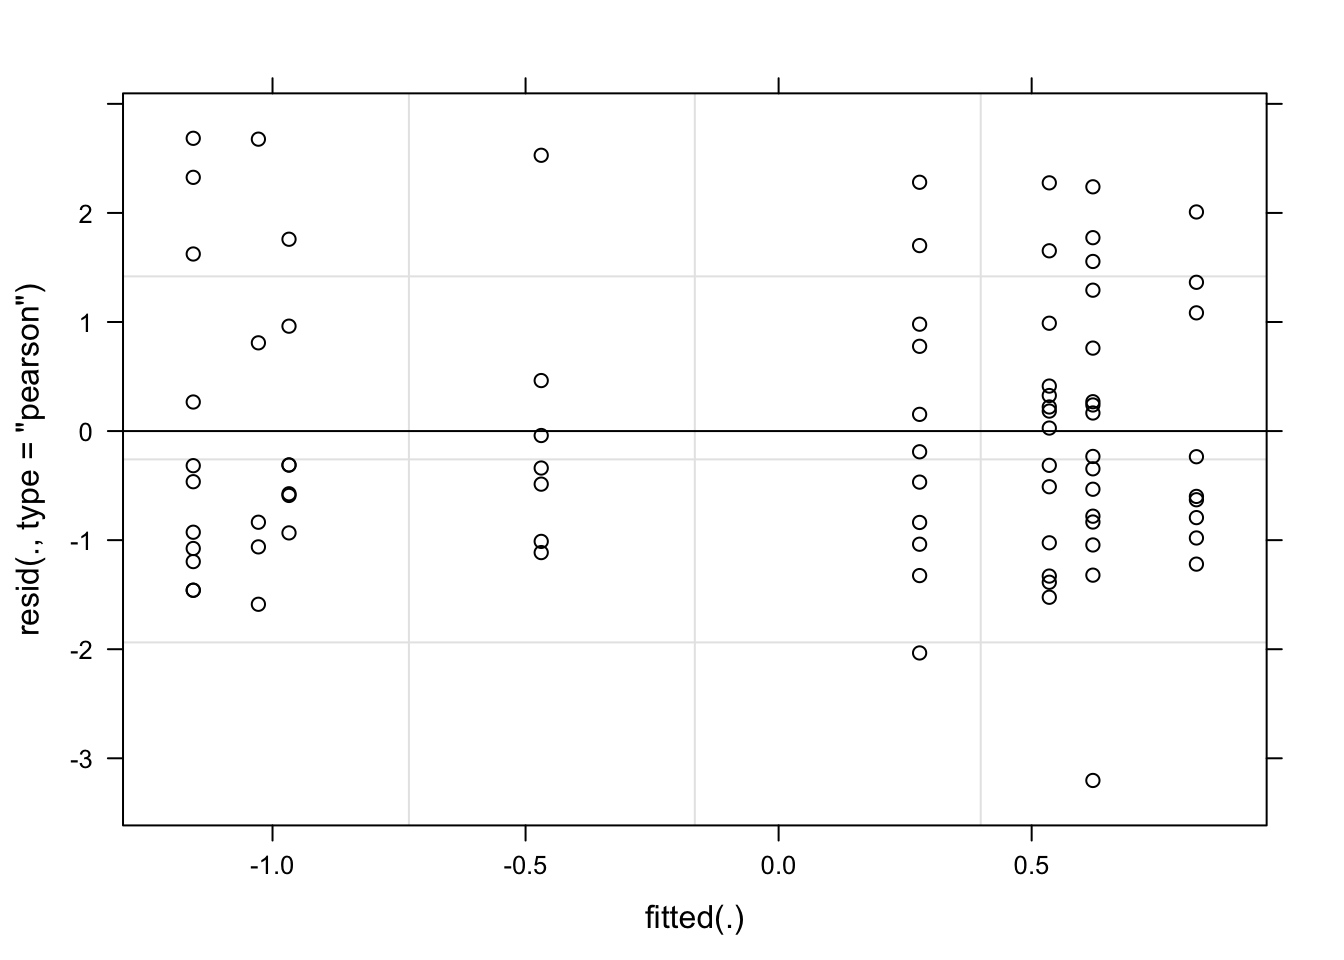 2
1
0
-1
-2
-3
resid(., type = "pearson")
-1.0 -0.5 0.0 0.5
fitted(.)